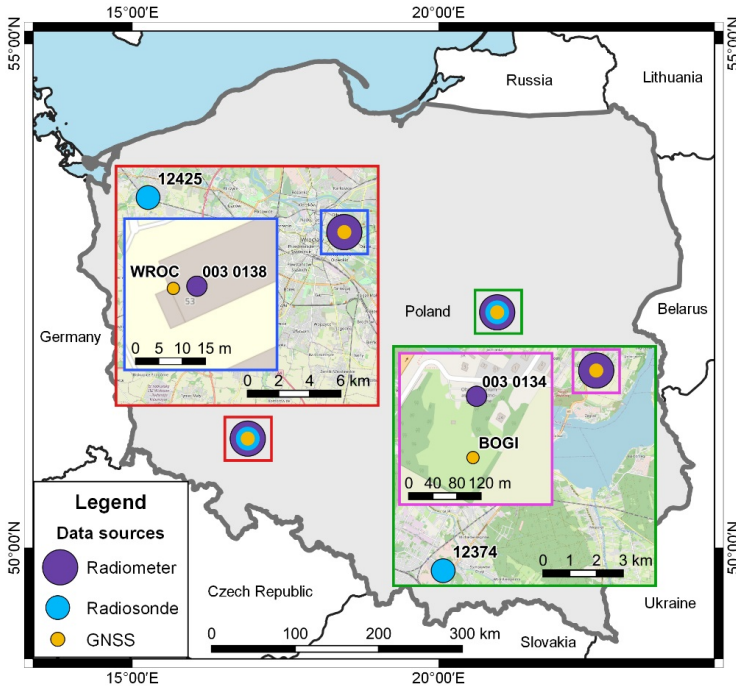 15°00'E
20°00'E
55°00'N
55°00'N
Russia
Lithuania
12425
WROC
003 0138
53
0 5 10 15 m
0 2 4 6 km
Poland
Belarus
Germany
003 0134
BOGI
0 40 80 120 m
12374
0 1 2 3 km
Legend
Data sources
Radiometer
Radiosonde
GNSS
50°00'N
50°00'N
Czech Republic
Ukraine
Slovakia
0 100 200 300 km
15°00'E
20°00'E